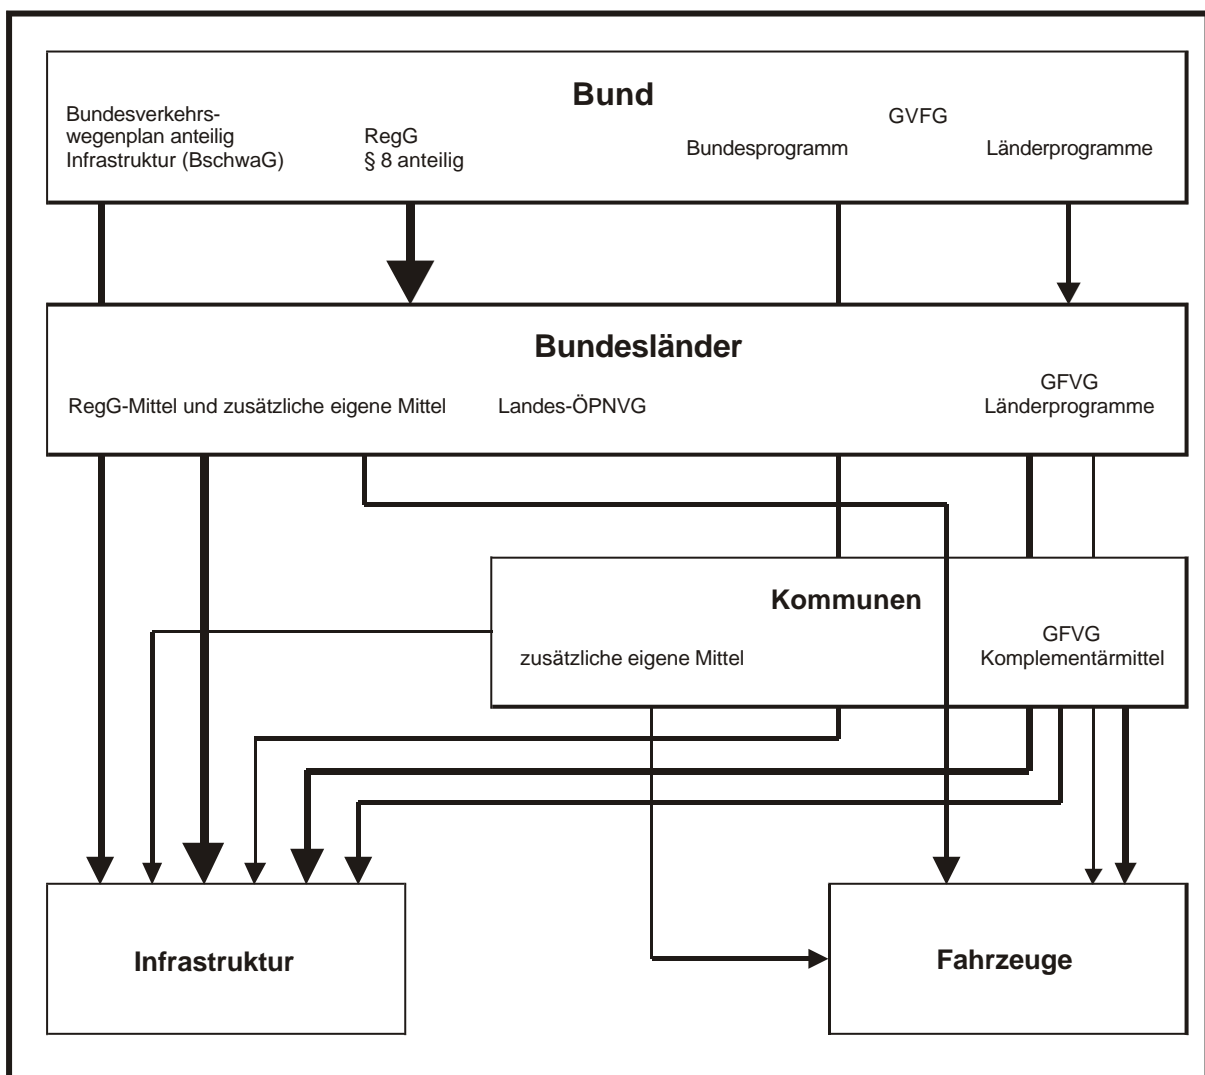 Bund
Bundesverkehrs-
wegenplan anteilig
Infrastruktur (BschwaG)
RegG
§ 8 anteilig
GVFG
Bundesprogramm
Länderprogramme
Bundesländer
RegG-Mittel und zusätzliche eigene Mittel
Landes-ÖPNVG
GFVG
Länderprogramme
Kommunen
zusätzliche eigene Mittel
GFVG
Komplementärmittel
Infrastruktur
Fahrzeuge